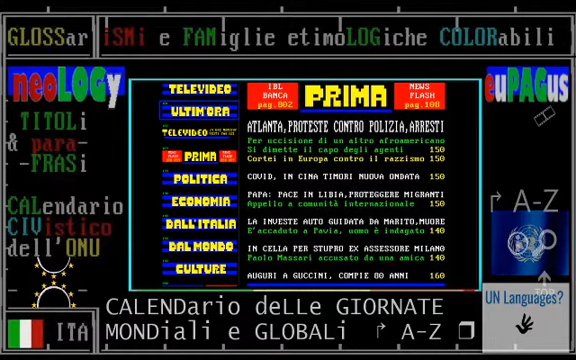 GLOSSar
iSMi e FAMiglie etimoLOGiche COLORabili
neoLOGy
euPAGus
TITOLi
& para-
-FRASi
CALendario
CIVistico
dell'ONU
ITA
TELEVIDEO
ULTIM'ORA
TELEVIDEO
PRIMA
POLITICA
ECONOMIA
DALL'ITALIA
DAL MONDO
CULTURE
IBL
BANCA
pag.802
PRIMA
NEWS
FLASH
pag.108
ATLANTA,PROTESTE CONTRO POLIZIA,ARRESTI
Per uccisione di un altro afroamericano
Si dimette il capo degli agenti 150
Cortei in Europa contro il razzismo 150
COVID, IN CINA TIMORI NUOVA ONDATA 150
PAPA: PACE IN LIBIA,PROTEGGERE MIGRANTI
Appello a comunità internazionale 150
LA INVESTE AUTO GUIDATA DA MARITO,MUORE
E'accaduto a Pavia, uomo è indagato 140
IN CELLA PER STUPRO EX ASSESSORE MILANO
Paolo Massari accusato da una amica 140
AUGURI A GUCCINI, COMPIE 80 ANNI 160
A-Z
TOP
UN Languages?
CALENDario deLLe GIORNATE
MONDiali e GLOBALi A-Z